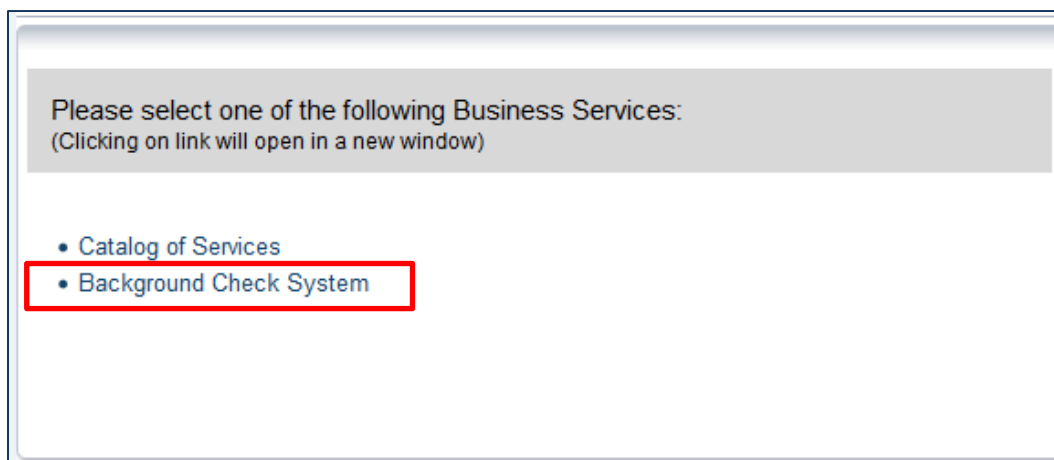 Please select one of the following Business Services:
(Clicking on link will open in a new window)
• Catalog of Services
• Background Check System